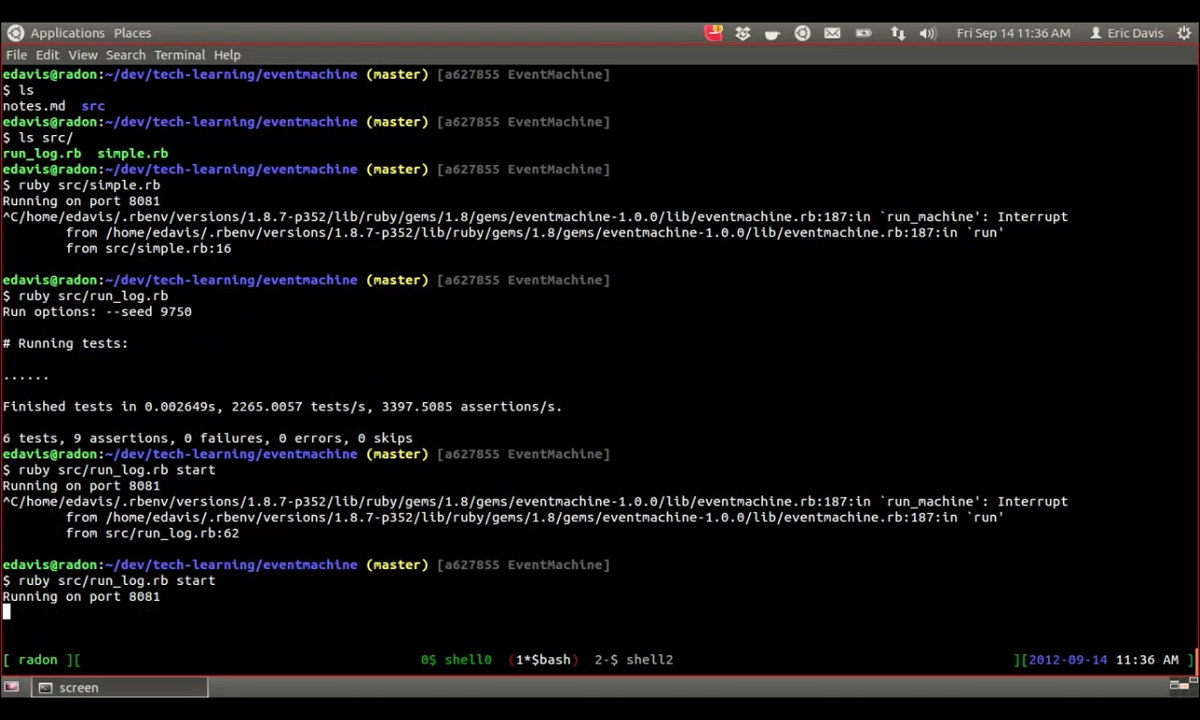 Applications Places Fri Sep 14 11:36 AM Eric Davis
File Edit View Search Terminal Help
edavis@radon:~/dev/tech-learning/eventmachine (master) [a627855 EventMachine]
$ ls
notes.md src
edavis@radon:~/dev/tech-learning/eventmachine (master) [a627855 EventMachine]
$ ls src/
run_log.rb simple.rb
edavis@radon:~/dev/tech-learning/eventmachine (master) [a627855 EventMachine]
$ ruby src/simple.rb
Running on port 8081
^C/home/edavis/.rbenv/versions/1.8.7-p352/lib/ruby/gems/1.8/gems/eventmachine-1.0.0/lib/eventmachine.rb:187:in `run_machine': Interrupt
from /home/edavis/.rbenv/versions/1.8.7-p352/lib/ruby/gems/1.8/gems/eventmachine-1.0.0/lib/eventmachine.rb:187:in `run'
from src/simple.rb:16
edavis@radon:~/dev/tech-learning/eventmachine (master) [a627855 EventMachine]
$ ruby src/run_log.rb
Run options: --seed 9750
# Running tests:
......
Finished tests in 0.002649s, 2265.0057 tests/s, 3397.5085 assertions/s.
6 tests, 9 assertions, 0 failures, 0 errors, 0 skips
edavis@radon:~/dev/tech-learning/eventmachine (master) [a627855 EventMachine]
$ ruby src/run_log.rb start
Running on port 8081
^C/home/edavis/.rbenv/versions/1.8.7-p352/lib/ruby/gems/1.8/gems/eventmachine-1.0.0/lib/eventmachine.rb:187:in `run_machine': Interrupt
from /home/edavis/.rbenv/versions/1.8.7-p352/lib/ruby/gems/1.8/gems/eventmachine-1.0.0/lib/eventmachine.rb:187:in `run'
from src/run_log.rb:62
edavis@radon:~/dev/tech-learning/eventmachine (master) [a627855 EventMachine]
$ ruby src/run_log.rb start
Running on port 8081
[ radon ][ 0$ shell0 (1*$bash) 2-$ shell2 ][2012-09-14 11:36 AM ]
screen